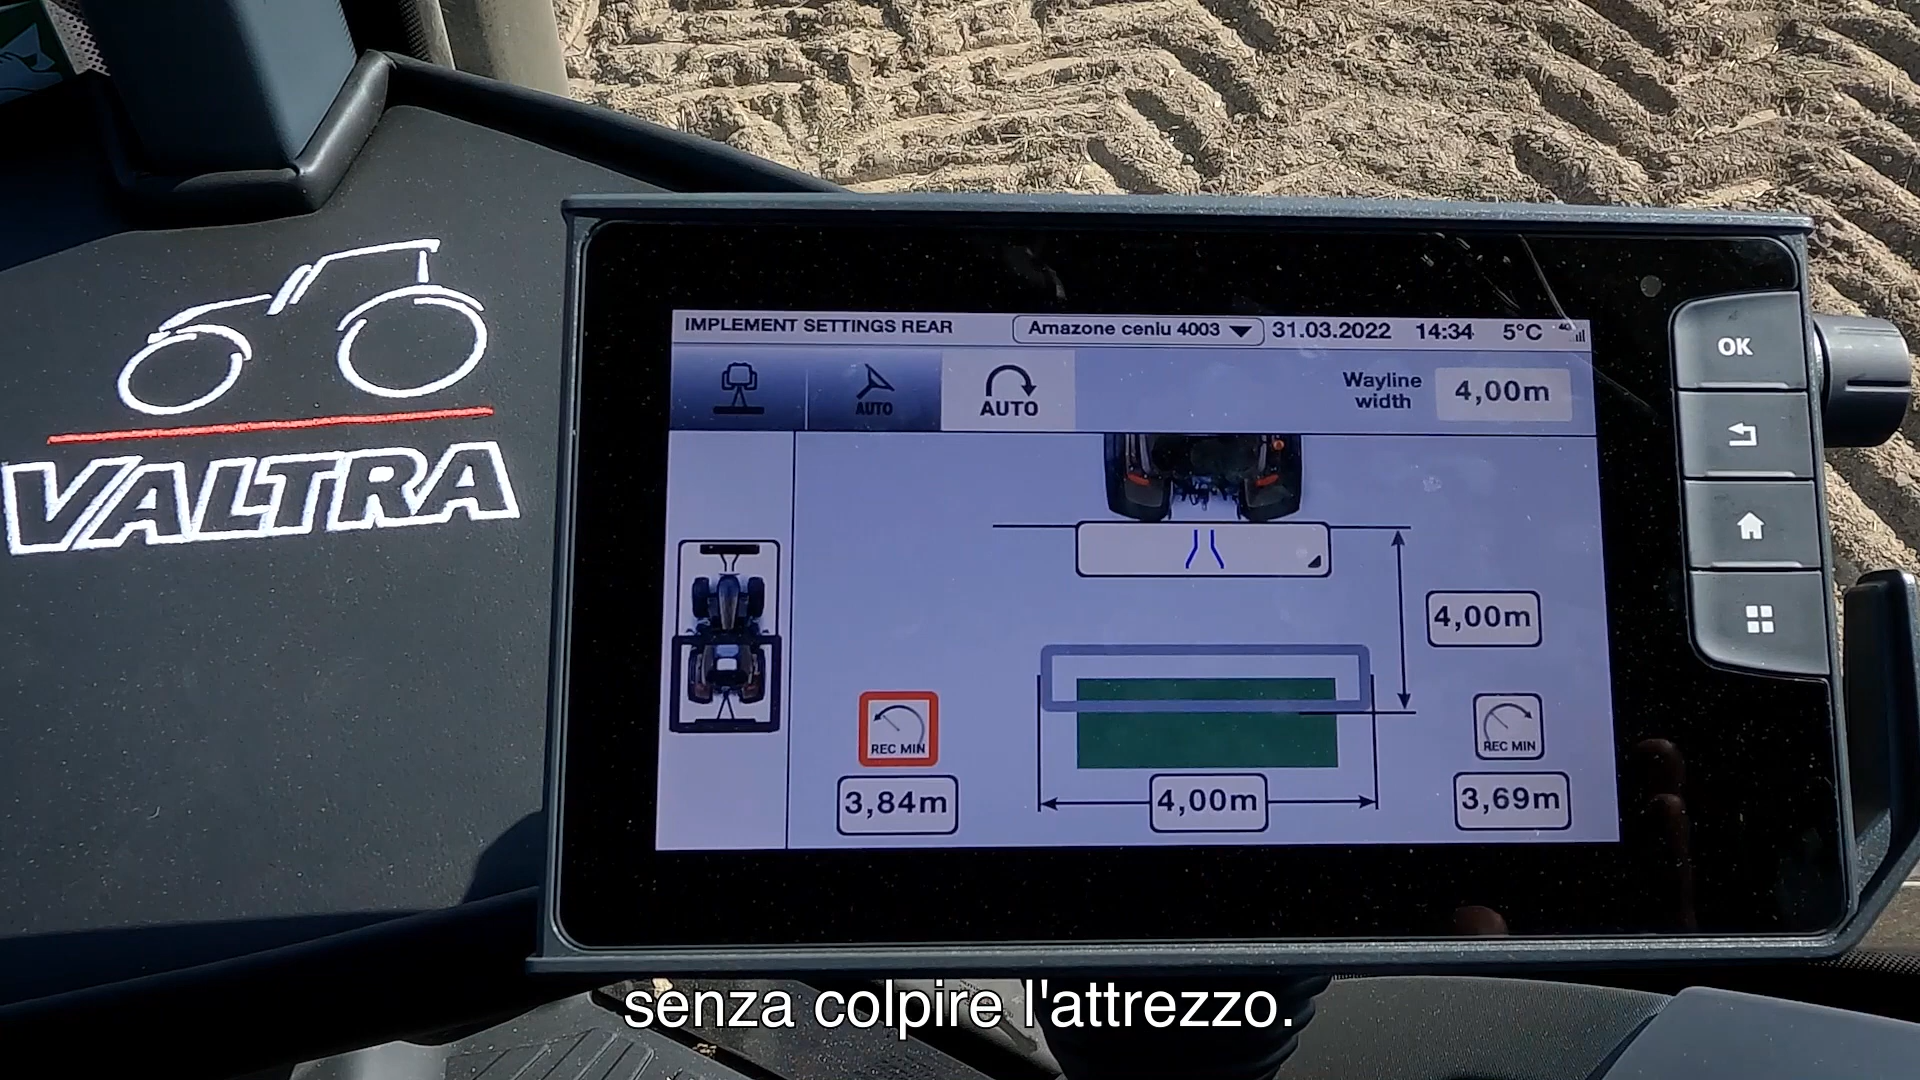 VALTRA
IMPLEMENT SETTINGS REAR
Amazone ceniu 4003
31.03.2022
14:34
5°C
AUTO
AUTO
Wayline
width
4,00m
4,00m
REC MIN
3,84m
4,00m
REC MIN
3,69m
OK
senza colpire l'attrezzo.